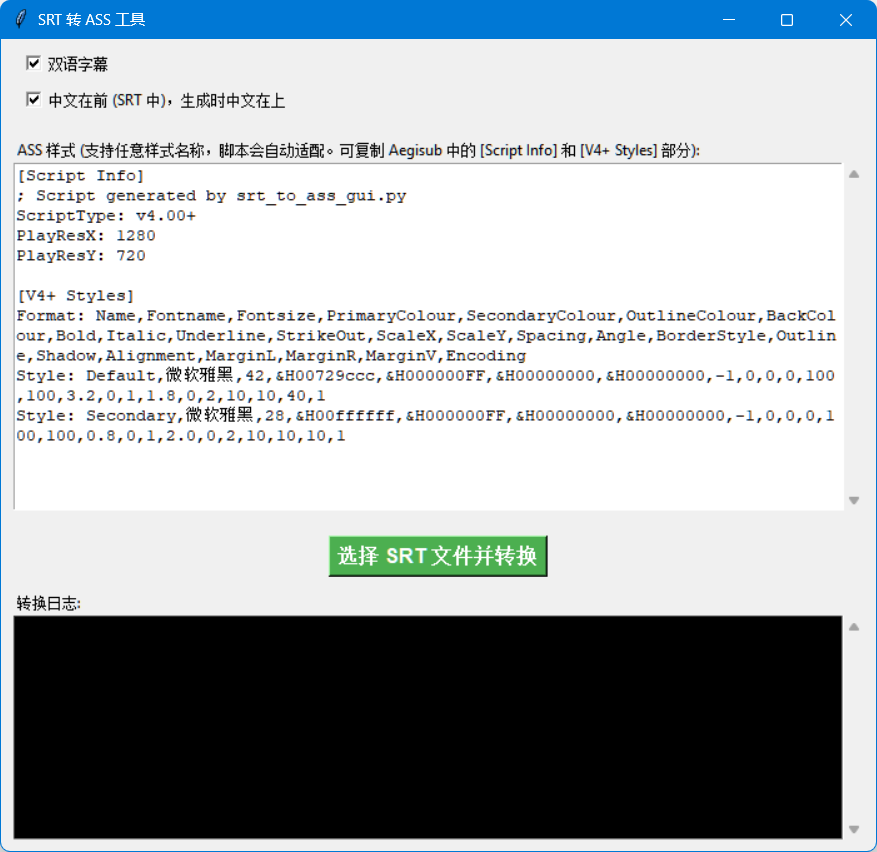 SRT 转 ASS 工具
双语字幕
中文在前 (SRT 中)，生成时中文在上
ASS 样式 (支持任意样式名称，脚本会自动适配。可复制 Aegisub 中的 [Script Info] 和 [V4+ Styles] 部分):
[Script Info]
; Script generated by srt_to_ass_gui.py
ScriptType: v4.00+
PlayResX: 1280
PlayResY: 720
[V4+ Styles]
Format: Name,Fontname,Fontsize,PrimaryColour,SecondaryColour,OutlineColour,BackCol
our,Bold,Italic,Underline,StrikeOut,ScaleX,ScaleY,Spacing,Angle,BorderStyle,Outlin
e,Shadow,Alignment,MarginL,MarginR,MarginV,Encoding
Style: Default,微软雅黑,42,&H00729ccc,&H000000FF,&H00000000,&H00000000,-1,0,0,0,100
,100,3.2,0,1,1.8,0,2,10,10,40,1
Style: Secondary,微软雅黑,28,&H00ffffff,&H000000FF,&H00000000,&H00000000,-1,0,0,0,1
00,100,0.8,0,1,2.0,0,2,10,10,10,1
选择 SRT 文件并转换
转换日志: